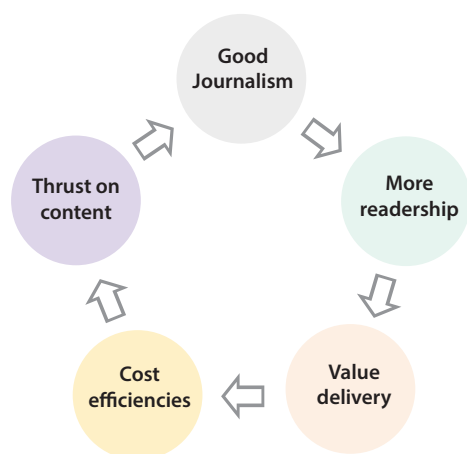 Good
Journalism
More
readership
Value
delivery
Cost
efficiencies
Thrust on
content